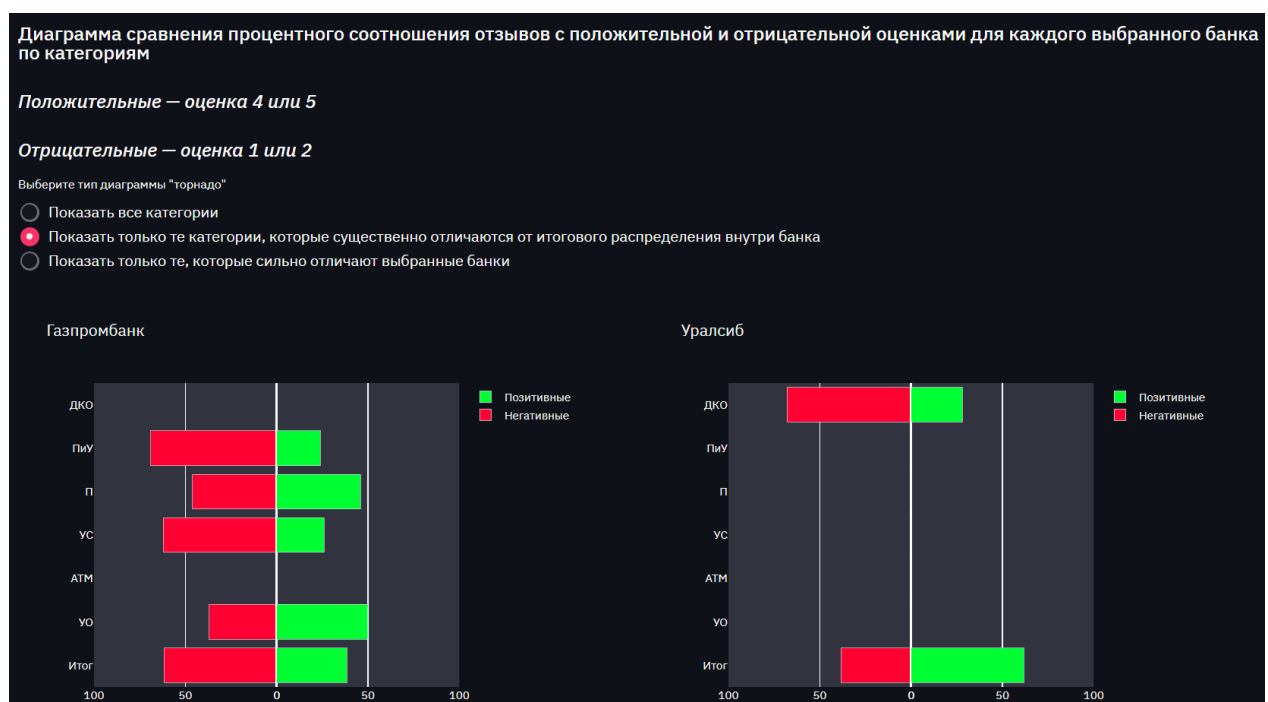 Диаграмма сравнения процентного соотношения отзывов с положительной и отрицательной оценками для каждого выбранного банка
по категориям
Положительные — оценка 4 или 5
Отрицательные — оценка 1 или 2
Выберите тип диаграммы "торнадо"
Показать все категории
Показать только те категории, которые существенно отличаются от итогового распределения внутри банка
Показать только те, которые сильно отличают выбранные банки
Газпромбанк
ДКО
ПиУ
П
УС
АТМ
УО
Итог
100 50 0 50 100
Позитивные
Негативные
Уралсиб
ДКО
ПиУ
П
УС
АТМ
УО
Итог
100 50 0 50 100
Позитивные
Негативные